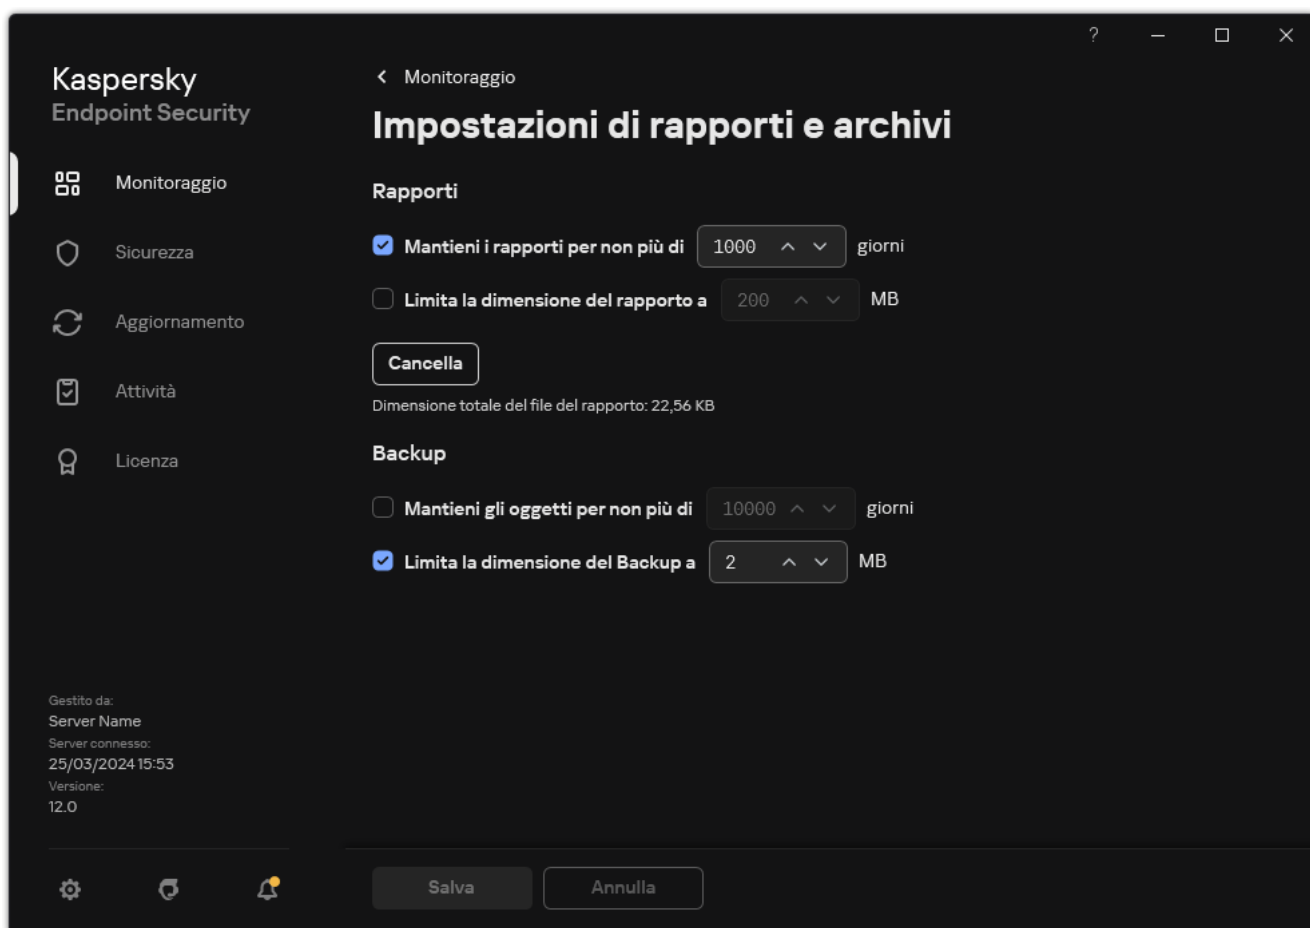 ?
Kaspersky
Endpoint Security
Monitoraggio
Sicurezza
Aggiornamento
Attività
Licenza
Gestito da:
Server Name
Server connesso:
25/03/2024 15:53
Versione:
12.0
Monitoraggio
Impostazioni di rapporti e archivi
Rapporti
Mantieni i rapporti per non più di 1000 giorni
Limita la dimensione del rapporto a 200 MB
Cancella
Dimensione totale del file del rapporto: 22,56 KB
Backup
Mantieni gli oggetti per non più di 10000 giorni
Limita la dimensione del Backup a 2 MB
Salva Annulla